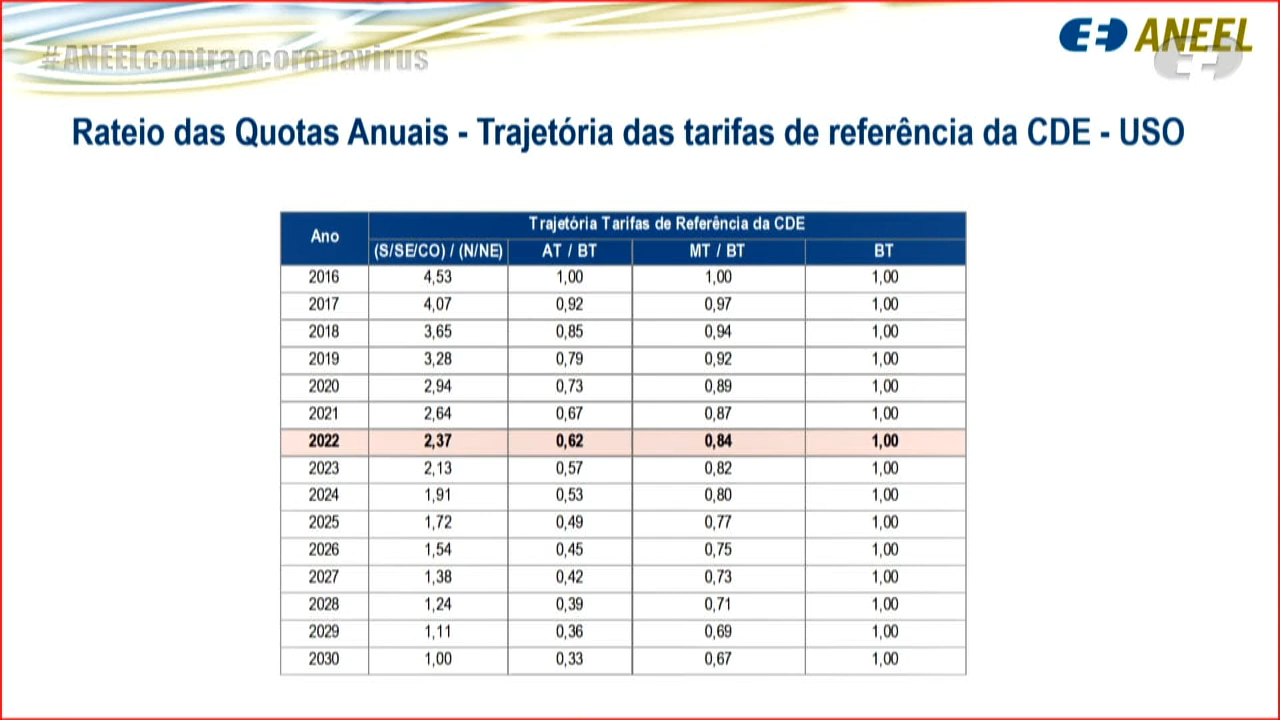 #ANEELcontraocoronavirus
ANEEL
Rateio das Quotas Anuais - Trajetória das tarifas de referência da CDE - USO
Ano Trajetória Tarifas de Referência da CDE
(S/SE/CO) / (N/NE) AT / BT MT / BT BT
2016 4,53 1,00 1,00 1,00
2017 4,07 0,92 0,97 1,00
2018 3,65 0,85 0,94 1,00
2019 3,28 0,79 0,92 1,00
2020 2,94 0,73 0,89 1,00
2021 2,64 0,67 0,87 1,00
2022 2,37 0,62 0,84 1,00
2023 2,13 0,57 0,82 1,00
2024 1,91 0,53 0,80 1,00
2025 1,72 0,49 0,77 1,00
2026 1,54 0,45 0,75 1,00
2027 1,38 0,42 0,73 1,00
2028 1,24 0,39 0,71 1,00
2029 1,11 0,36 0,69 1,00
2030 1,00 0,33 0,67 1,00